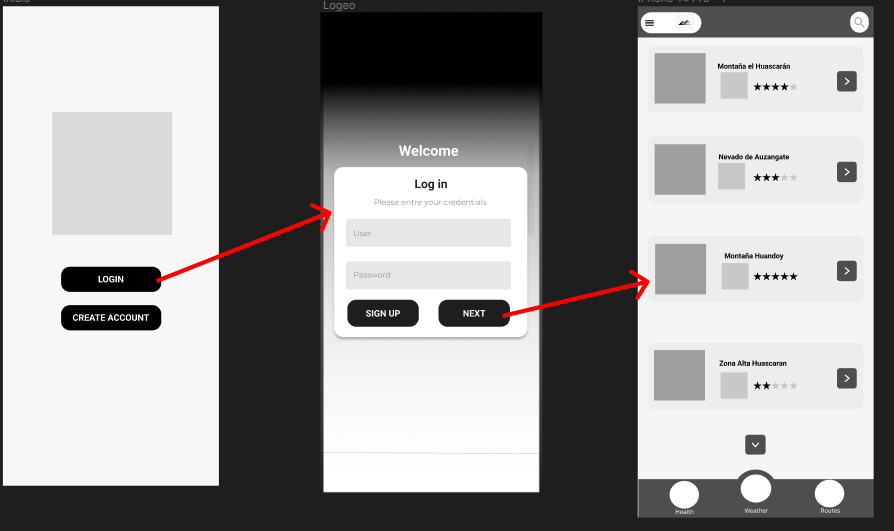 Inicio
LOGIN
CREATE ACCOUNT
Logeo
Welcome
Log in
Please entre your credentials
User
Password
SIGN UP
NEXT
Montaña el Huascarán
Nevado de Auzangate
Montaña Huandoy
Zona Alta Huascaran
Health
Weather
Routes